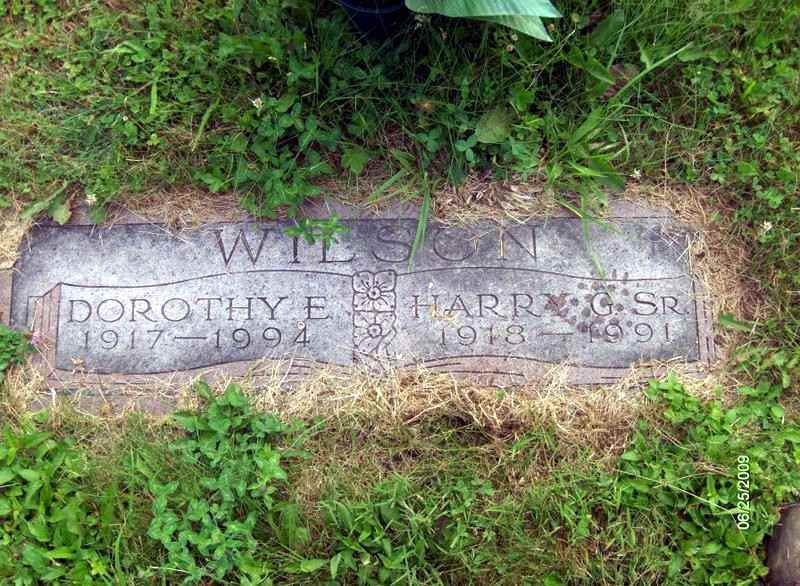 WILSON
DOROTHY E
1917—1994
HARRY G. SR.
1918—1991
06/25/2009